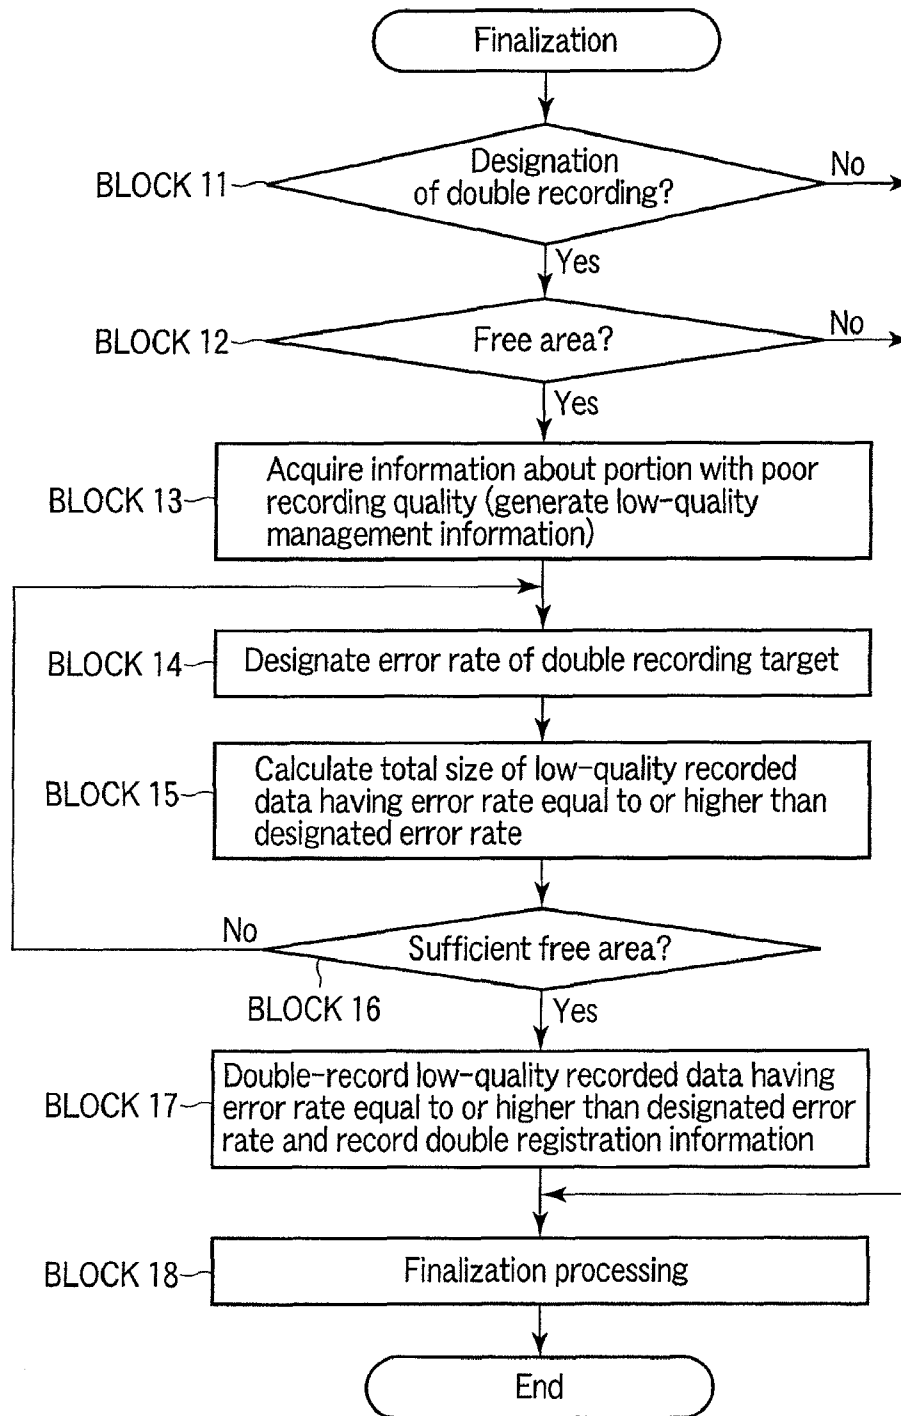 Finalization
Designation
of double recording?
BLOCK 11
No
Yes
Free area?
BLOCK 12
No
Yes
Acquire information about portion with poor
recording quality (generate low-quality
management information)
BLOCK 13
Designate error rate of double recording target
BLOCK 14
Calculate total size of low-quality recorded
data having error rate equal to or higher than
designated error rate
BLOCK 15
No
Sufficient free area?
BLOCK 16
Yes
Double-record low-quality recorded data having
error rate equal to or higher than designated error
rate and record double registration information
BLOCK 17
Finalization processing
BLOCK 18
End